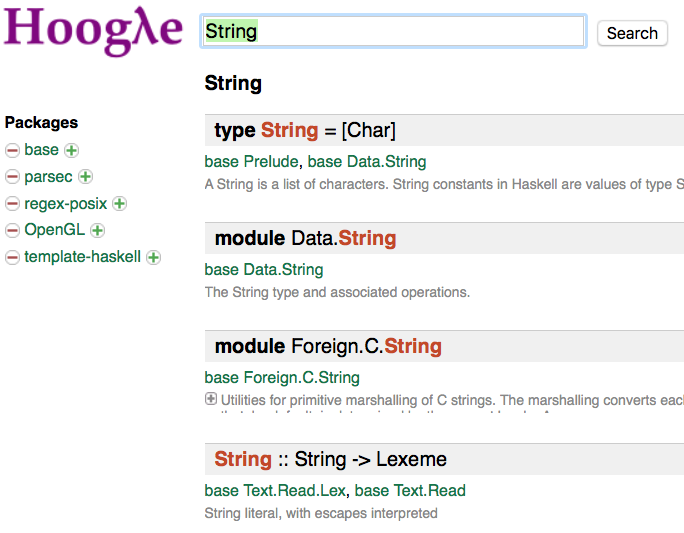 Hoogλe
String
Search
String
Packages
base
parsec
regex-posix
OpenGL
template-haskell
type String = [Char]
base Prelude, base Data.String
A String is a list of characters. String constants in Haskell are values of type S
module Data.String
base Data.String
The String type and associated operations.
module Foreign.C.String
base Foreign.C.String
Utilities for primitive marshalling of C strings. The marshalling converts each
String :: String -> Lexeme
base Text.Read.Lex, base Text.Read
String literal, with escapes interpreted